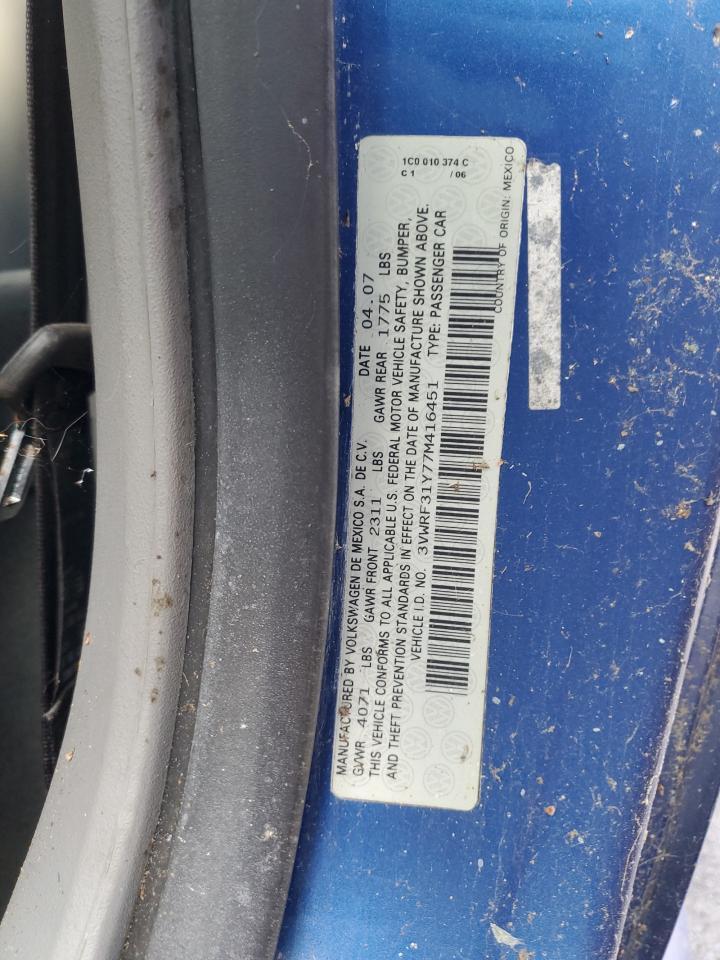 MANUFACTURED BY VOLKSWAGEN DE MEXICO S.A. DE C.V. DATE 04.07
GVWR 4071 LBS GAWR FRONT 2311 LBS GAWR REAR 1775 LBS
THIS VEHICLE CONFORMS TO ALL APPLICABLE U.S. FEDERAL MOTOR VEHICLE SAFETY, BUMPER,
AND THEFT PREVENTION STANDARDS IN EFFECT ON THE DATE OF MANUFACTURE SHOWN ABOVE.
VEHICLE I.D. NO. 3VWRF31Y77M416451 TYPE: PASSENGER CAR
COUNTRY OF ORIGIN: MEXICO
1C0 010 374 C
C 1 / 06